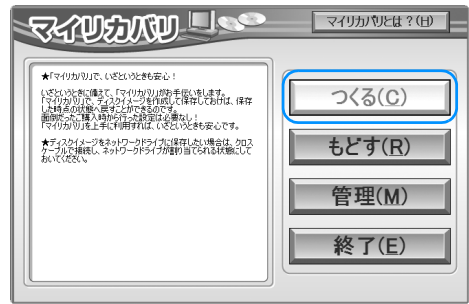 マイリカバリ
マイリカバリとは？(H)
★「マイリカバリ」で、いざというときも安心！
いざというときに備えて、「マイリカバリ」がお手伝いをします。
「マイリカバリ」で、ディスクイメージを作成して保存しておけば、保存
した時点の状態へ戻すことができるのです。
面倒だったご購入時から行った設定は必要なし！
「マイリカバリ」を上手に利用すれば、いざというときも安心です。
★ディスクイメージをネットワークドライブに保存したい場合は、クロス
ケーブルで接続し、ネットワークドライブが割り当てられる状態にして
おいてください。
つくる(C)
もどす(R)
管理(M)
終了(E)